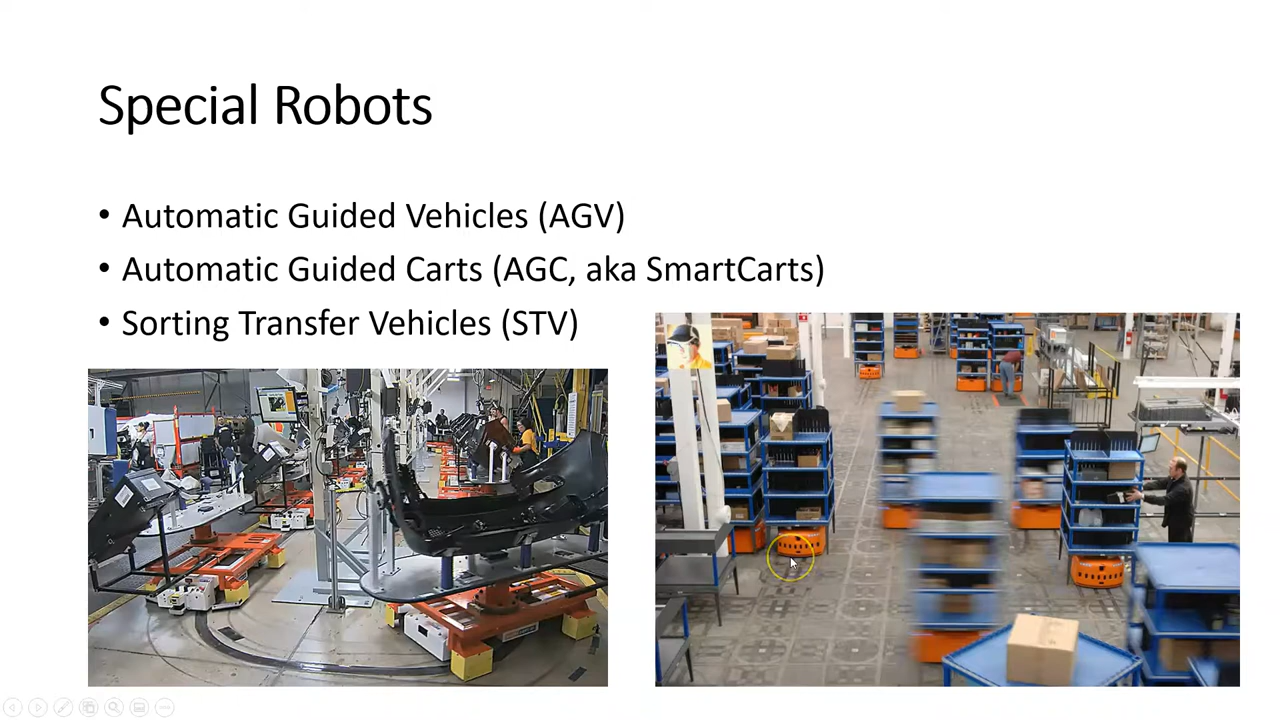 Special Robots
• Automatic Guided Vehicles (AGV)
• Automatic Guided Carts (AGC, aka SmartCarts)
• Sorting Transfer Vehicles (STV)